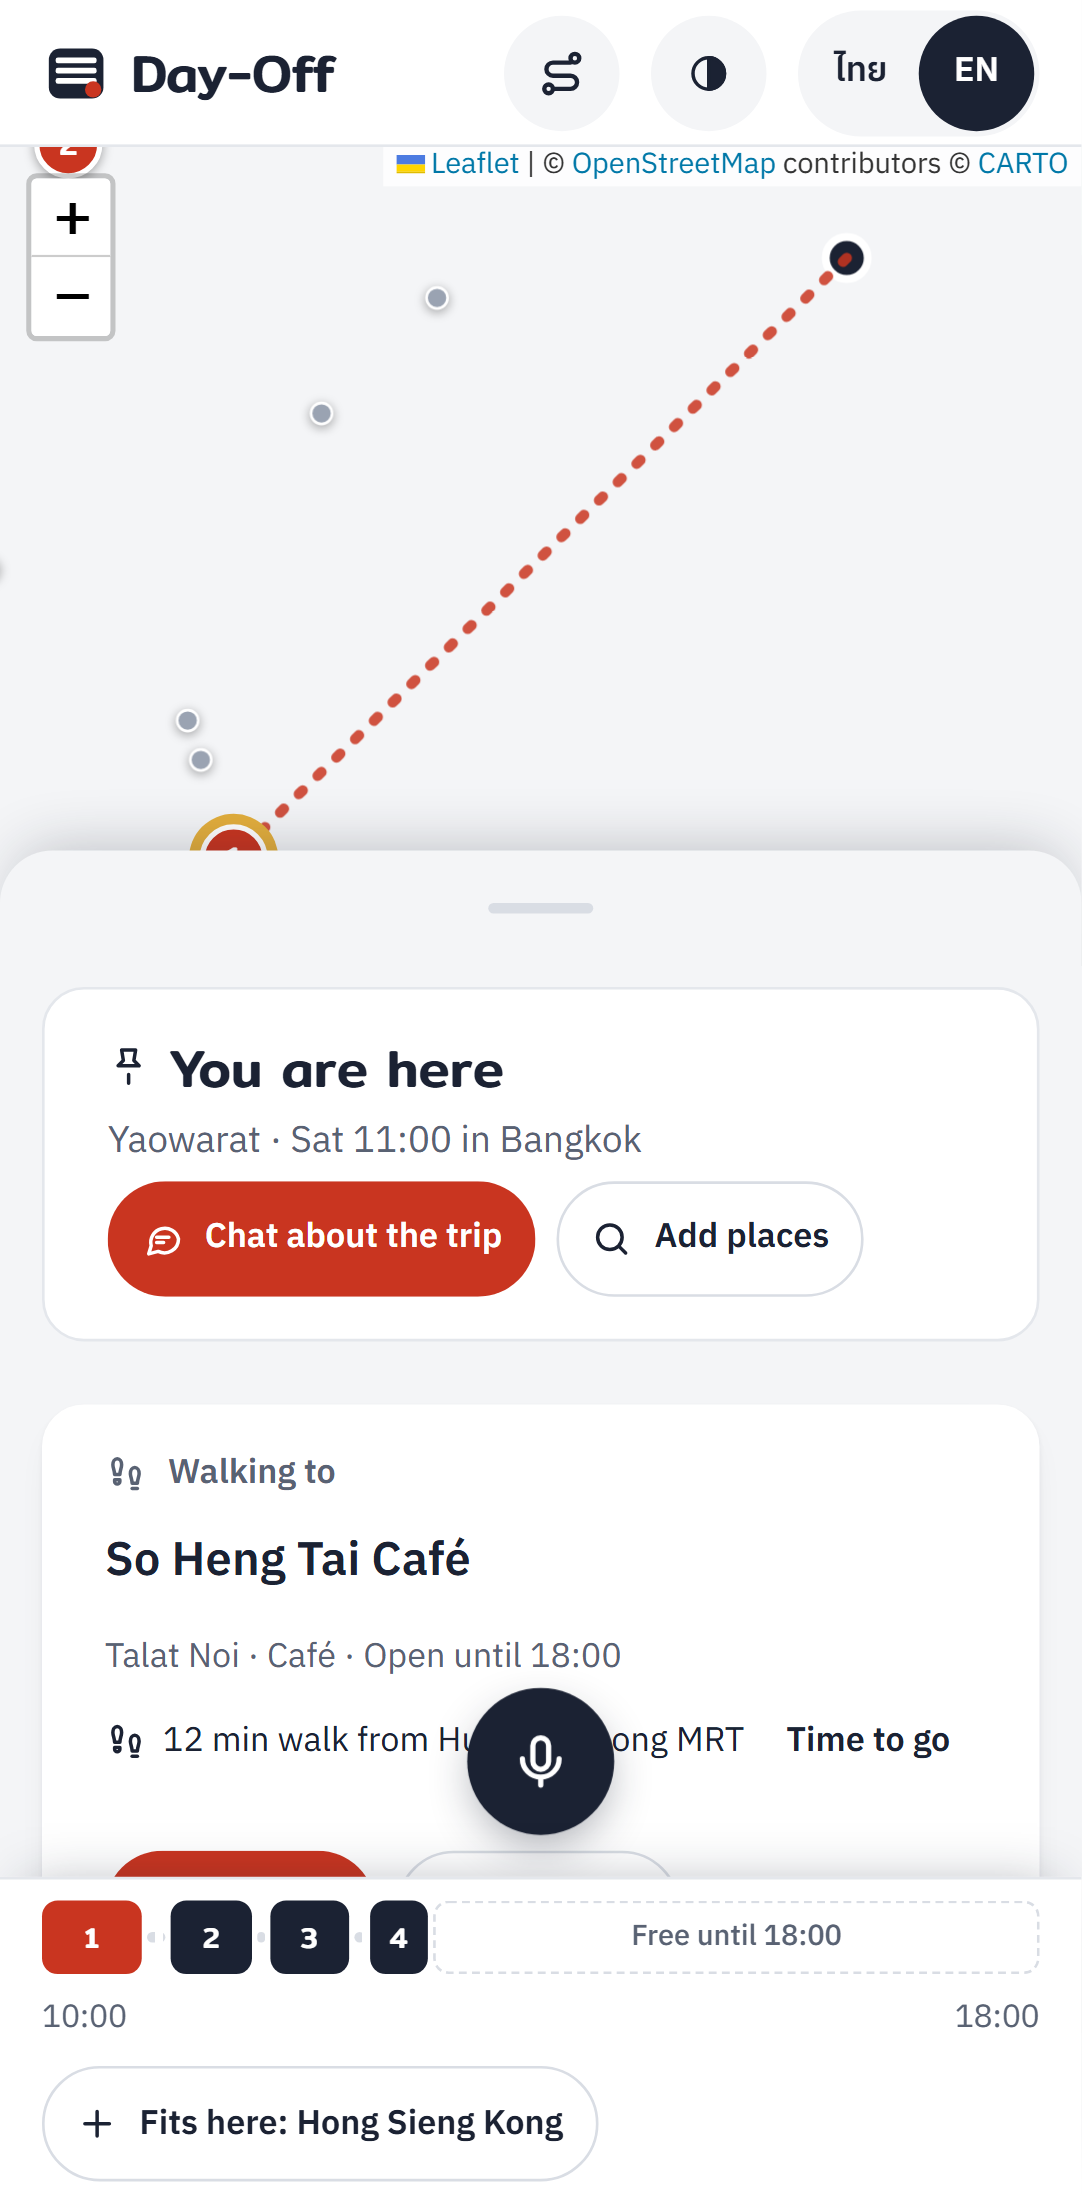 Day-Off
ไทย
EN
2
Leaflet | © OpenStreetMap contributors © CARTO
+
−
You are here
Yaowarat · Sat 11:00 in Bangkok
Chat about the trip
Add places
Walking to
So Heng Tai Café
Talat Noi · Café · Open until 18:00
12 min walk from ong MRT
Time to go
1
2
3
4
Free until 18:00
10:00
18:00
Fits here: Hong Sieng Kong